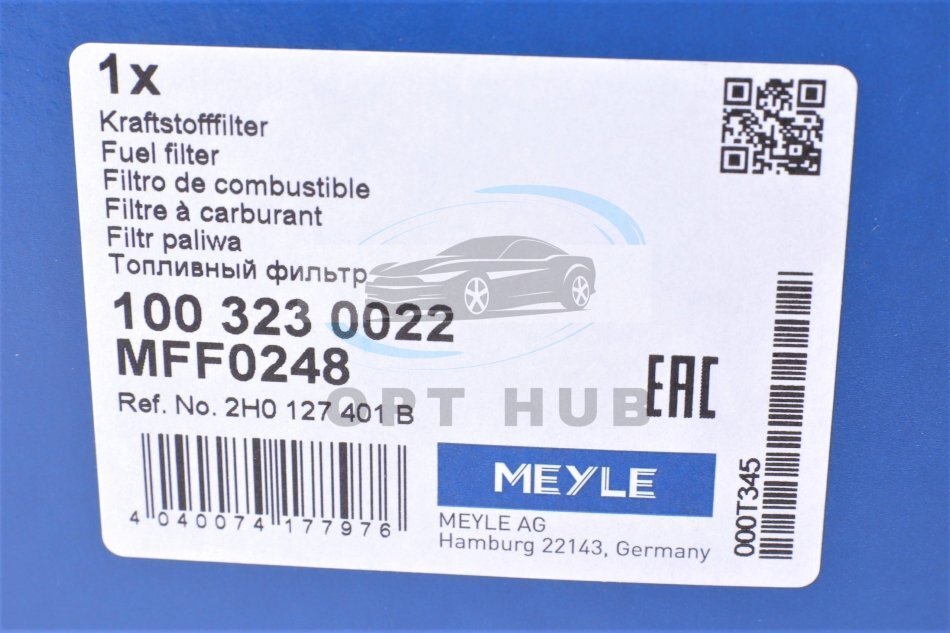 1x
Kraftstofffilter
Fuel filter
Filtro de combustible
Filtre à carburant
Filtr paliwa
Топливный фильтр
100 323 0022
MFF0248
Ref. No. 2H0 127 401 B
OPT HUB
EAC
4 040074 177976
MEYLE
MEYLE AG
Hamburg 22143, Germany
000T345